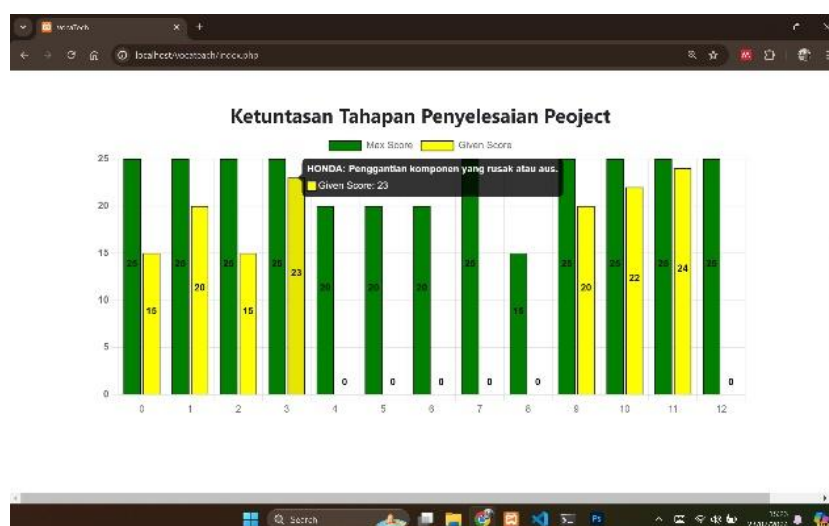 localhost/vocateach/index.php
Ketuntasan Tahapan Penyelesaian Peoject
Max Score Given Score
HONDA: Penggantian komponen yang rusak atau aus.
Given Score: 23
25
20
15
10
5
0
25 15 25 20 25 15 25 23 20 0 20 0 20 0 25 0 15 0 25 20 25 22 25 24 25 0
0 1 2 3 4 5 6 7 8 9 10 11 12
Search